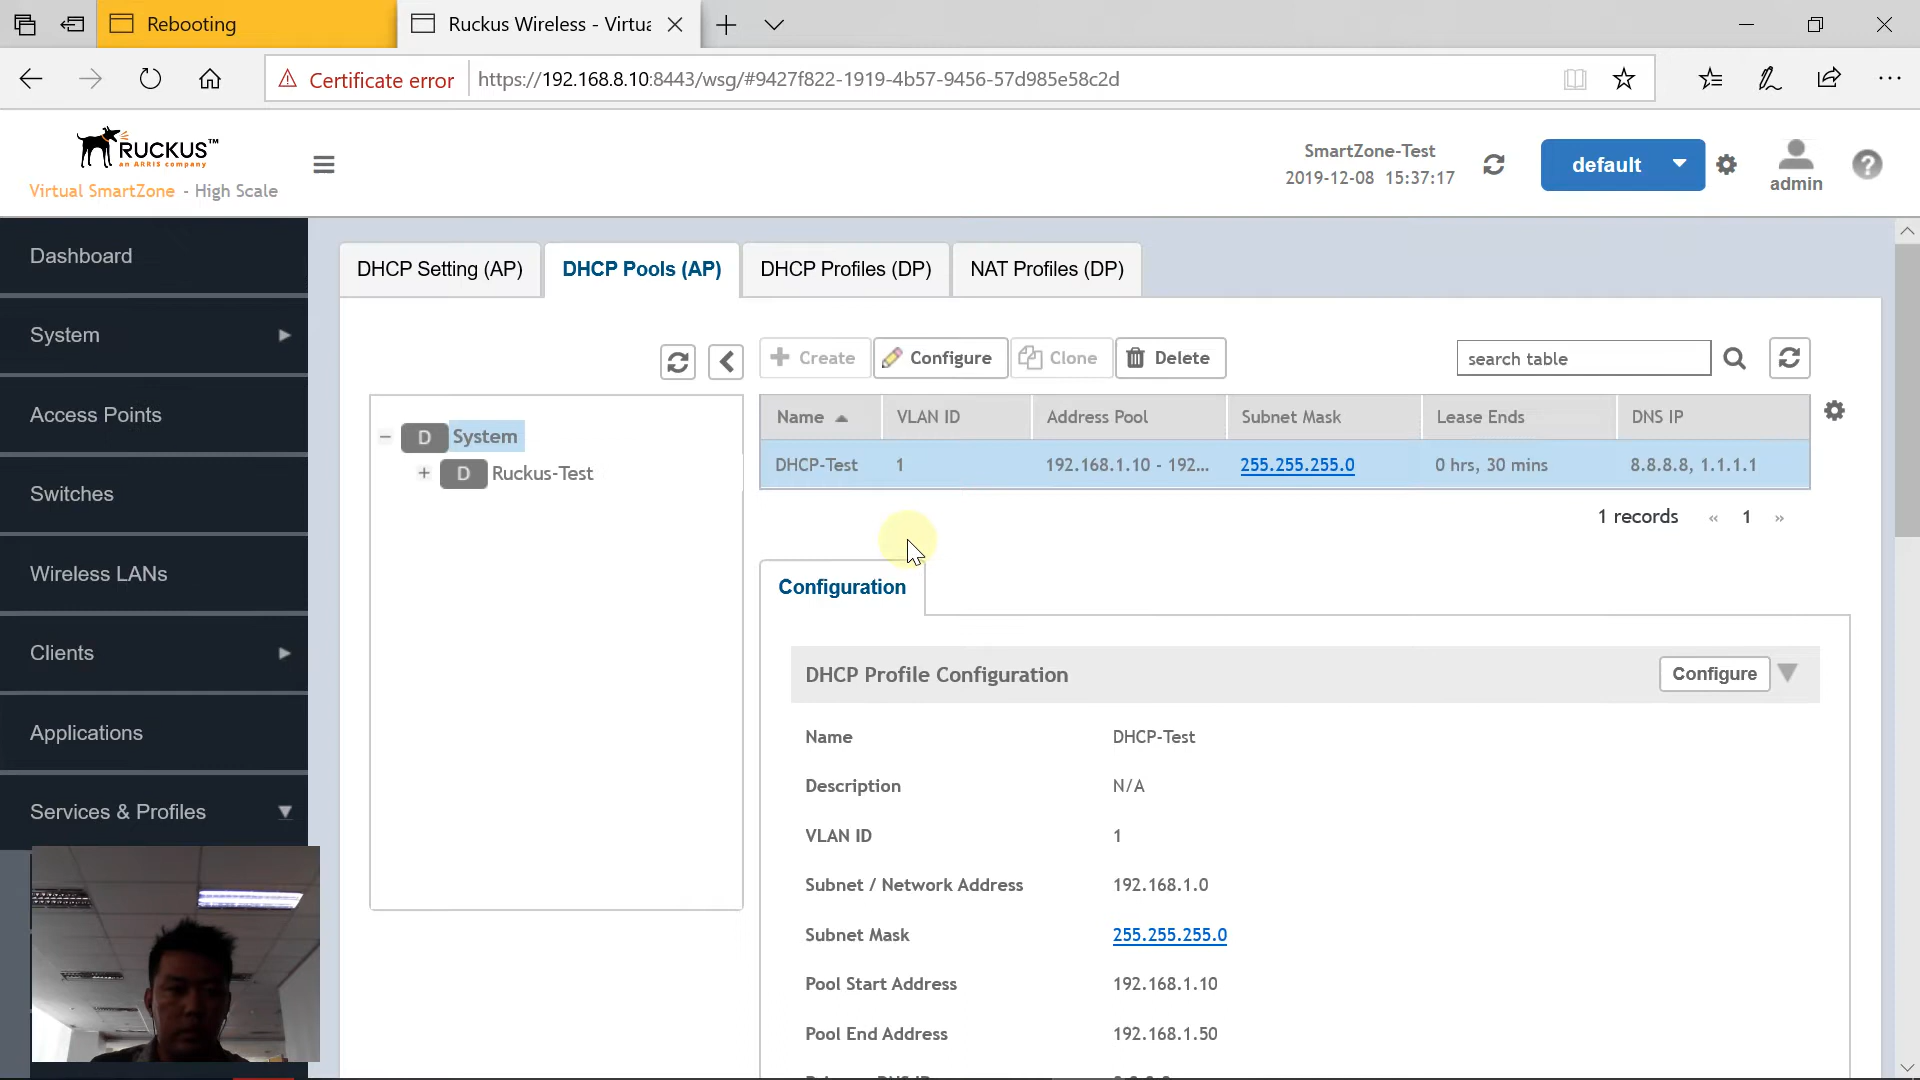 Rebooting
Ruckus Wireless - Virtua
Certificate error
https://192.168.8.10:8443/wsg/#9427f822-1919-4b57-9456-57d985e58c2d
RUCKUS™
an ARRIS company
Virtual SmartZone - High Scale
SmartZone-Test
2019-12-08 15:37:17
default
admin
?
Dashboard
System
Access Points
Switches
Wireless LANs
Clients
Applications
Services & Profiles
DHCP Setting (AP)
DHCP Pools (AP)
DHCP Profiles (DP)
NAT Profiles (DP)
D System
D Ruckus-Test
Create
Configure
Clone
Delete
search table
Name VLAN ID Address Pool Subnet Mask Lease Ends DNS IP
DHCP-Test 1 192.168.1.10 - 192... 255.255.255.0 0 hrs, 30 mins 8.8.8.8, 1.1.1.1
1 records « 1 »
Configuration
DHCP Profile Configuration
Configure
Name DHCP-Test
Description N/A
VLAN ID 1
Subnet / Network Address 192.168.1.0
Subnet Mask 255.255.255.0
Pool Start Address 192.168.1.10
Pool End Address 192.168.1.50